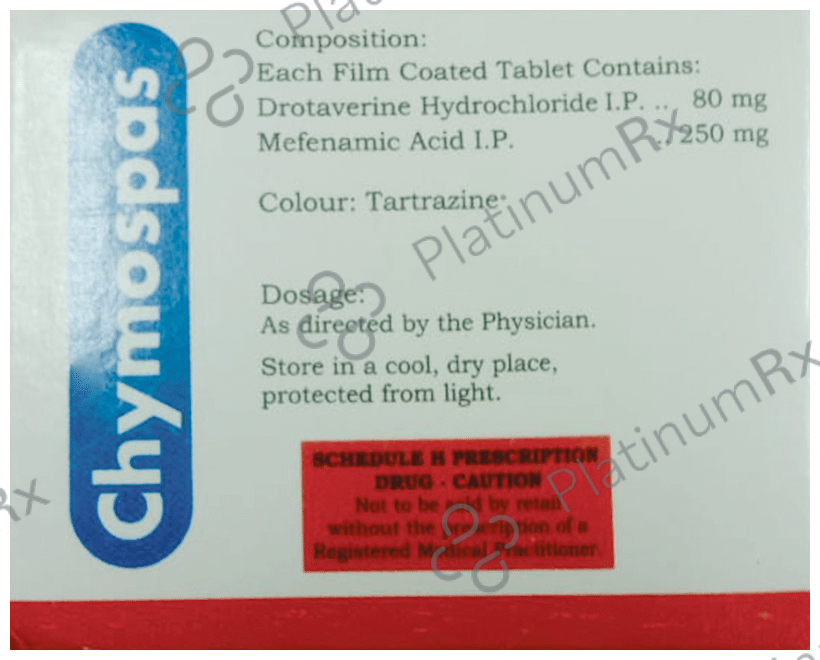 Chymospas
Composition:
Each Film Coated Tablet Contains:
Drotaverine Hydrochloride I.P. .. 80 mg
Mefenamic Acid I.P. .. 250 mg
Colour: Tartrazine
Dosage:
As directed by the Physician.
Store in a cool, dry place,
protected from light.
SCHEDULE H PRESCRIPTION
DRUG - CAUTION
Not to be sold by retail
without the prescription of a
Registered Medical Practitioner.
PlatinumRx
PlatinumRx